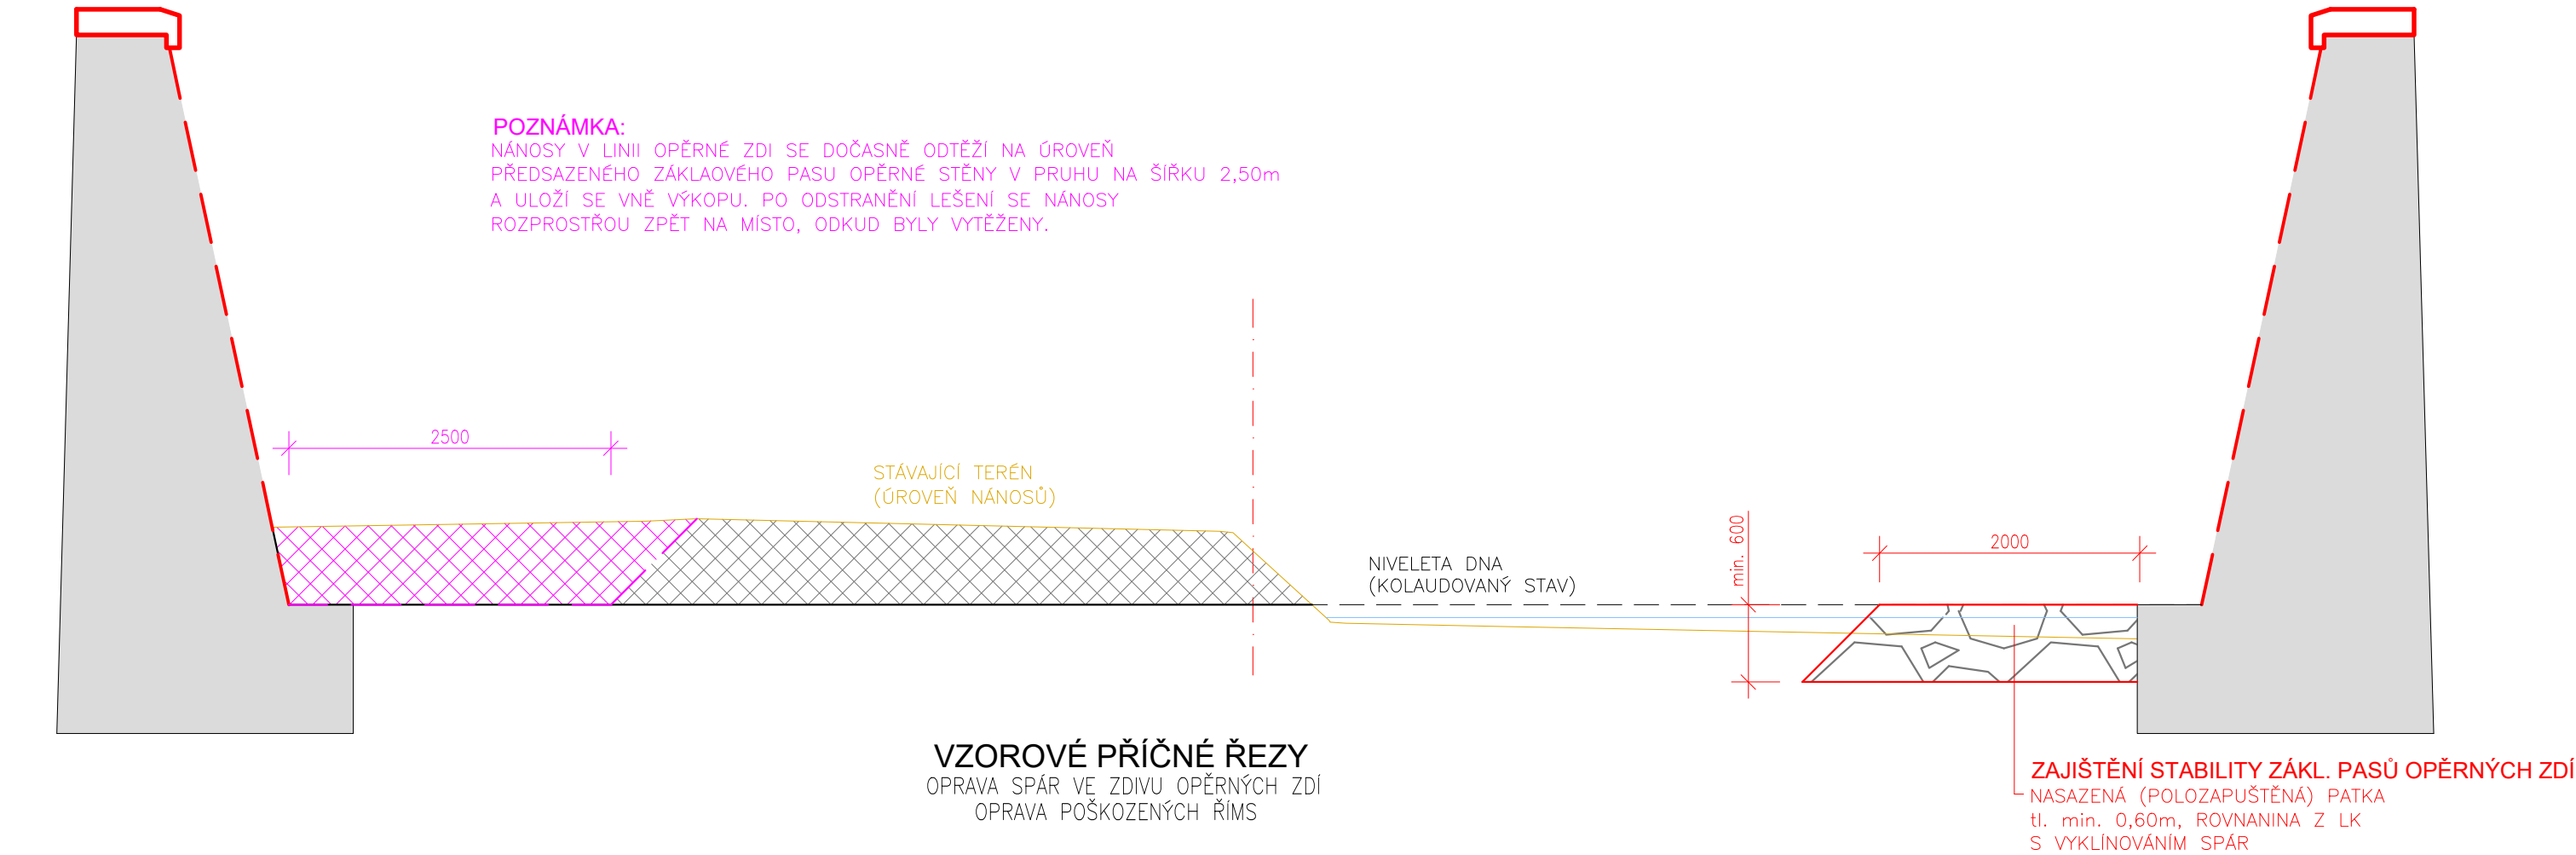 POZNÁMKA:
NÁNOSY V LINII OPĚRNÉ ZDI SE DOČASNĚ ODTĚŽÍ NA ÚROVEŇ
PŘEDSAZENÉHO ZÁKLAOVÉHO PASU OPĚRNÉ STĚNY V PRUHU NA ŠÍŘKU 2,50m
A ULOŽÍ SE VNĚ VÝKOPU. PO ODSTRANĚNÍ LEŠENÍ SE NÁNOSY
ROZPROSTŘOU ZPĚT NA MÍSTO, ODKUD BYLY VYTĚŽENY.
2500
STÁVAJÍCÍ TERÉN
(ÚROVEŇ NÁNOSŮ)
NIVELETA DNA
(KOLAUDOVANÝ STAV)
min. 600
2000
VZOROVÉ PŘÍČNÉ ŘEZY
OPRAVA SPÁR VE ZDIVU OPĚRNÝCH ZDÍ
OPRAVA POŠKOZENÝCH ŘÍMS
ZAJIŠTĚNÍ STABILITY ZÁKL. PASŮ OPĚRNÝCH ZDÍ
NASAZENÁ (POLOZAPUŠTĚNÁ) PATKA
tl. min. 0,60m, ROVNANINA Z LK
S VYKLÍNOVÁNÍM SPÁR